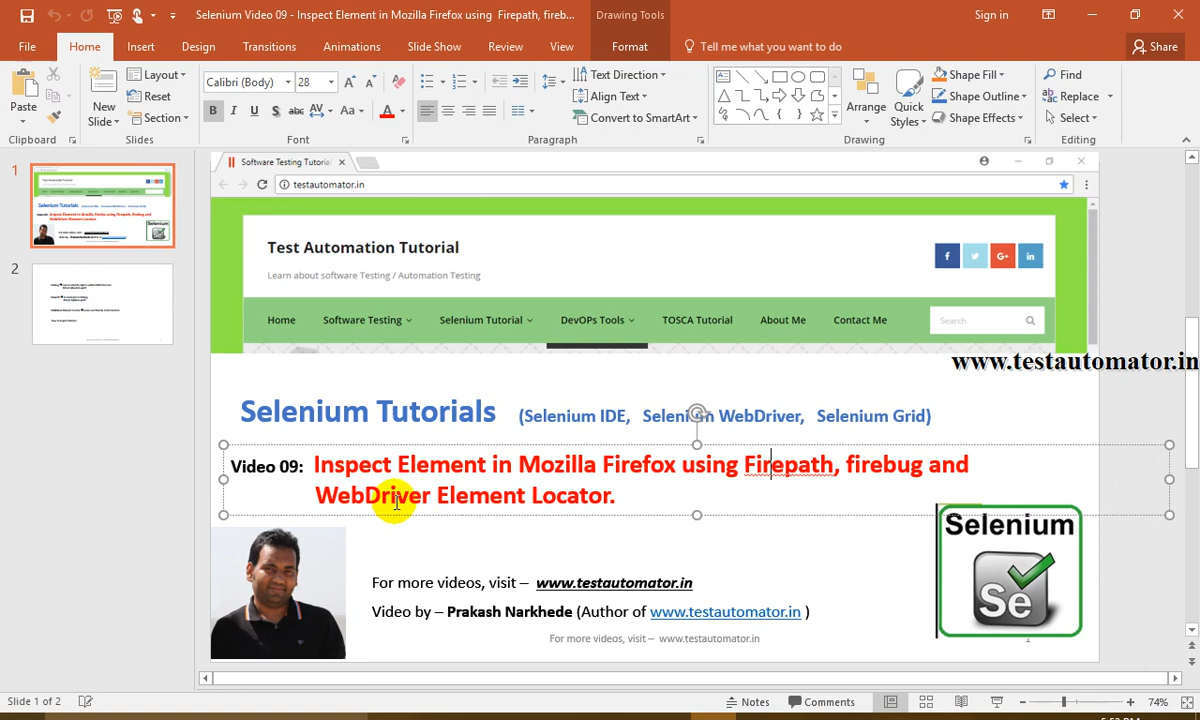 Selenium Video 09 - Inspect Element in Mozilla Firefox using Firepath, fireb...
Drawing Tools
Sign in
File
Home
Insert
Design
Transitions
Animations
Slide Show
Review
View
Format
Tell me what you want to do
Share
Paste
New Slide
Layout
Reset
Section
Calibri (Body)
28
Text Direction
Align Text
Convert to SmartArt
Arrange
Quick Styles
Shape Fill
Shape Outline
Shape Effects
Find
Replace
Select
Clipboard
Slides
Font
Paragraph
Drawing
Editing
1
2
Software Testing Tutorial
testautomator.in
Test Automation Tutorial
Learn about software Testing / Automation Testing
Home
Software Testing
Selenium Tutorial
DevOPs Tools
TOSCA Tutorial
About Me
Contact Me
Search
www.testautomator.in
Selenium Tutorials (Selenium IDE, Selenium WebDriver, Selenium Grid)
Video 09: Inspect Element in Mozilla Firefox using Firepath, firebug and
WebDriver Element Locator.
Selenium
Se
For more videos, visit – www.testautomator.in
Video by – Prakash Narkhede (Author of www.testautomator.in )
For more videos, visit – www.testautomator.in
1
Slide 1 of 2
Notes
Comments
74%